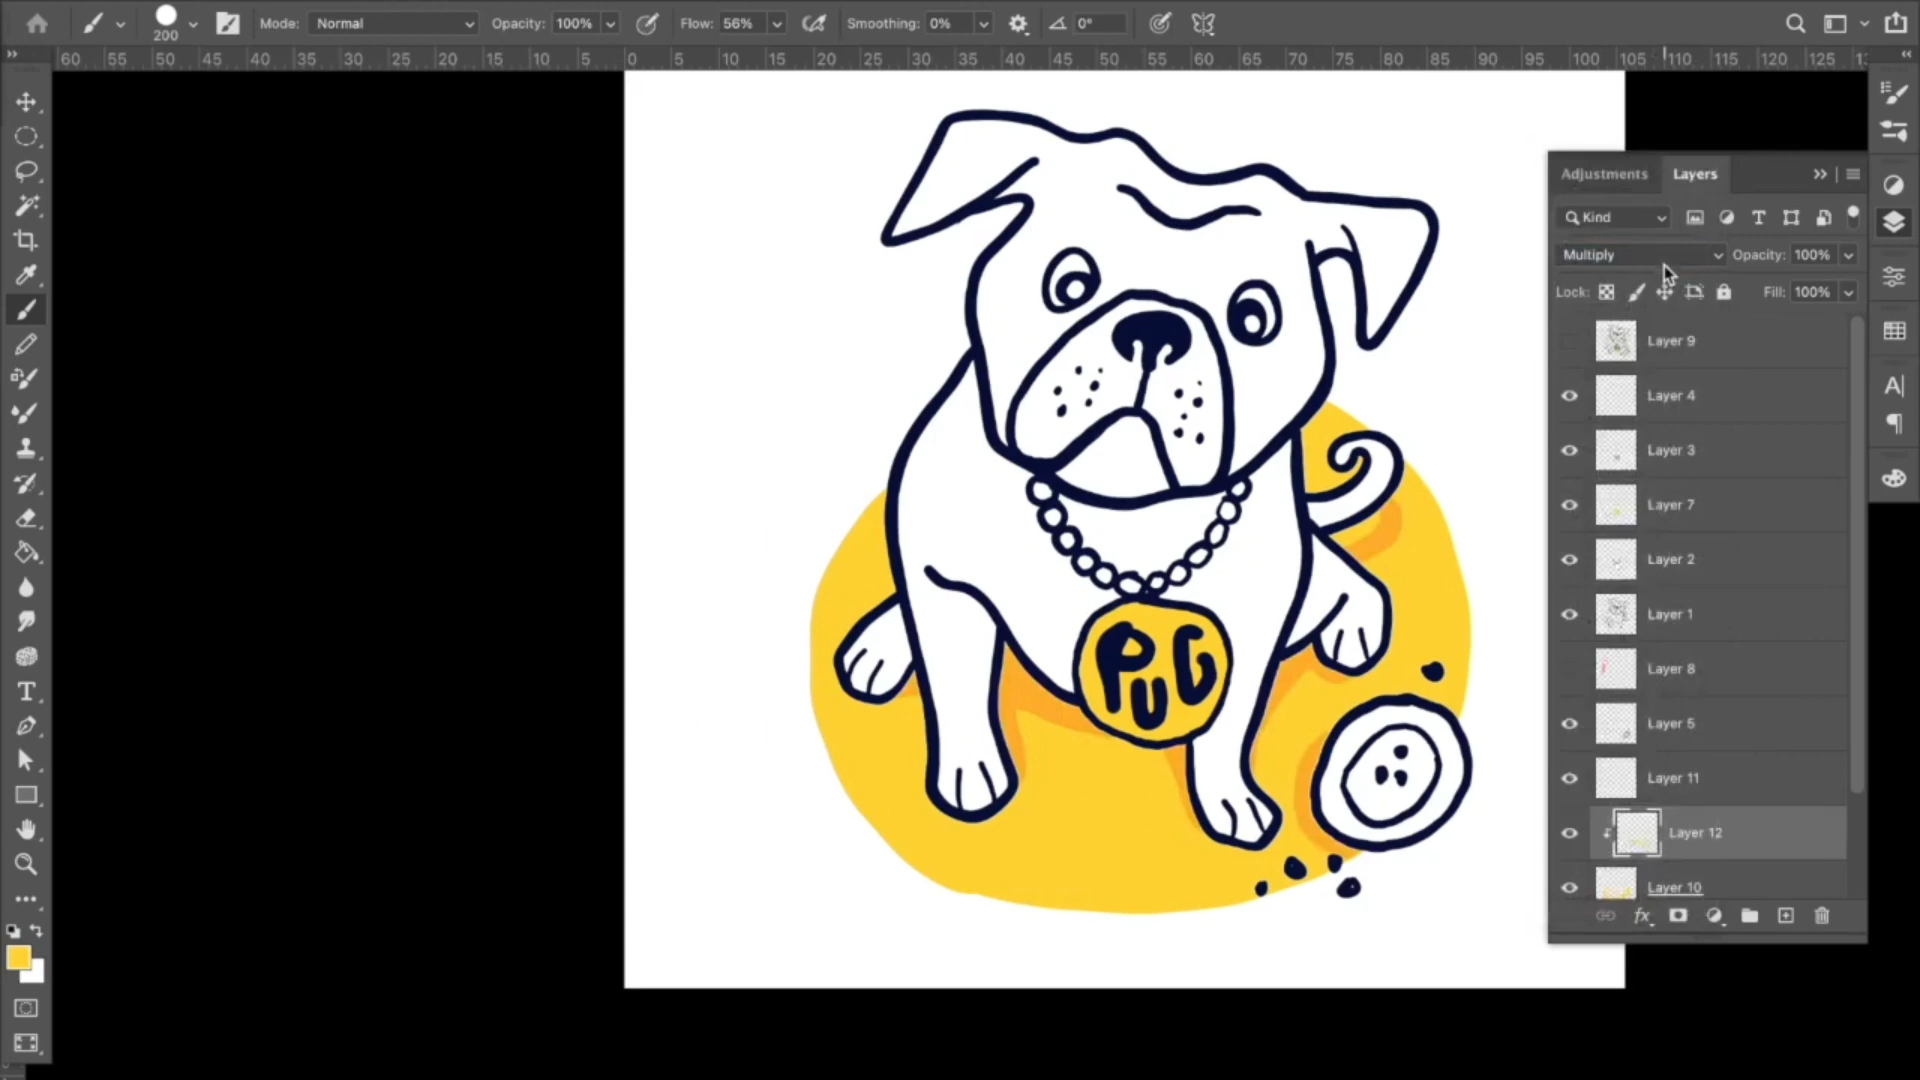 200 Mode: Normal Opacity: 100% Flow: 56% Smoothing: 0% 0°
60 55 50 45 40 35 30 25 20 15 10 5 0 5 10 15 20 25 30 35 40 45 50 55 60 65 70 75 80 85 90 95 100 105 110 115 120 125
Adjustments Layers
Kind
Multiply Opacity: 100%
Lock: Fill: 100%
Layer 9
Layer 4
Layer 3
Layer 7
Layer 2
Layer 1
Layer 8
Layer 5
Layer 11
Layer 12
Layer 10
PUG